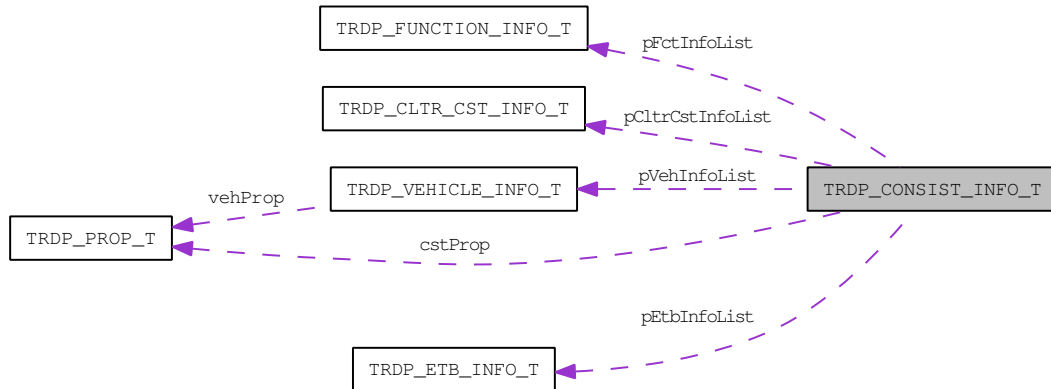 TRDP_FUNCTION_INFO_T
pFctInfoList
TRDP_CLTR_CST_INFO_T
pCltrCstInfoList
TRDP_VEHICLE_INFO_T
pVehInfoList
TRDP_CONSIST_INFO_T
vehProp
TRDP_PROP_T
cstProp
pEtbInfoList
TRDP_ETB_INFO_T